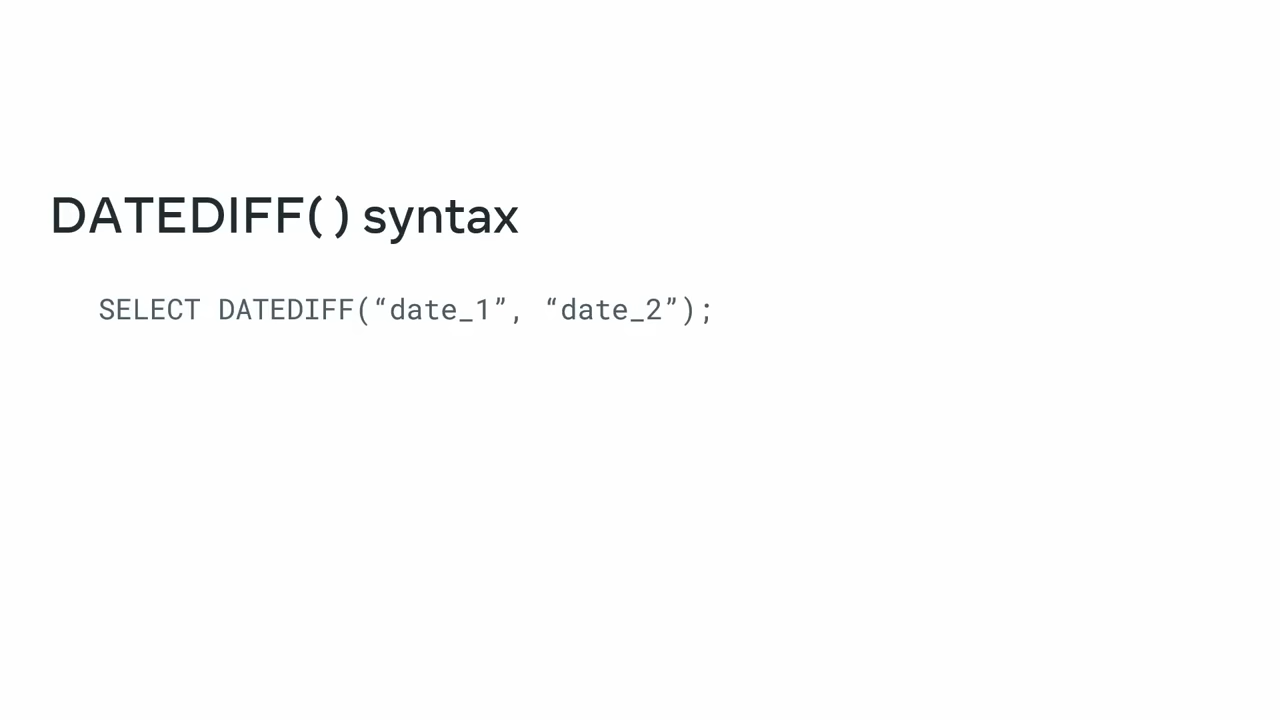 DATEDIFF( ) syntax
SELECT DATEDIFF(“date_1”, “date_2”);